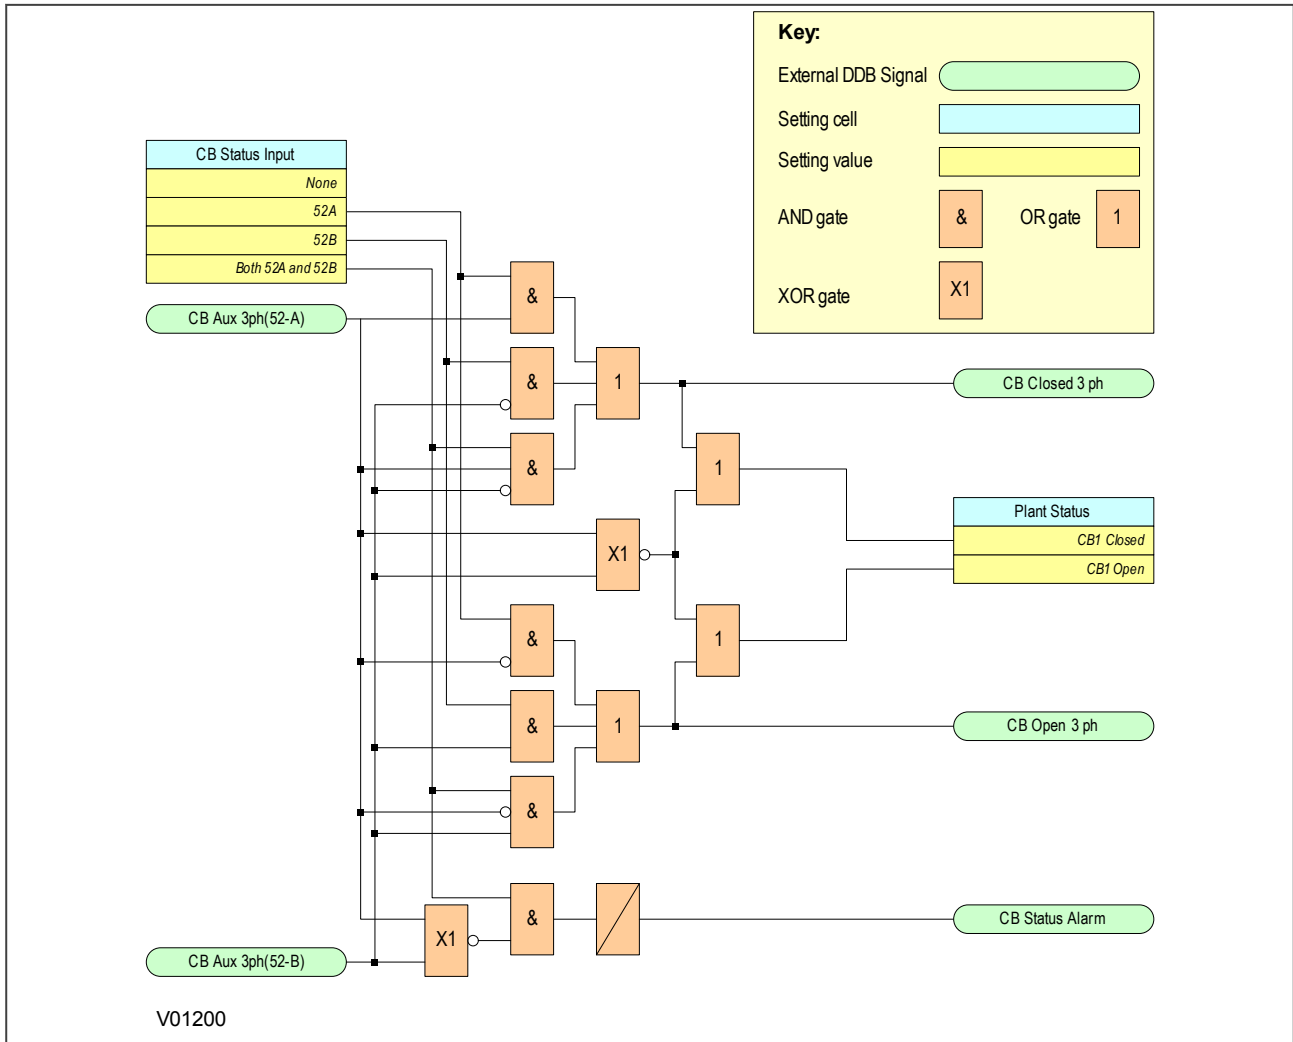 Key:
External DDB Signal
Setting cell
Setting value
AND gate
&
OR gate
1
XOR gate
X1
CB Status Input
None
52A
52B
Both 52A and 52B
CB Aux 3ph(52-A)
&
&
1
CB Closed 3 ph
&
1
X1
Plant Status
CB1 Closed
CB1 Open
&
1
&
1
CB Open 3 ph
&
X1
&
CB Status Alarm
CB Aux 3ph(52-B)
V01200